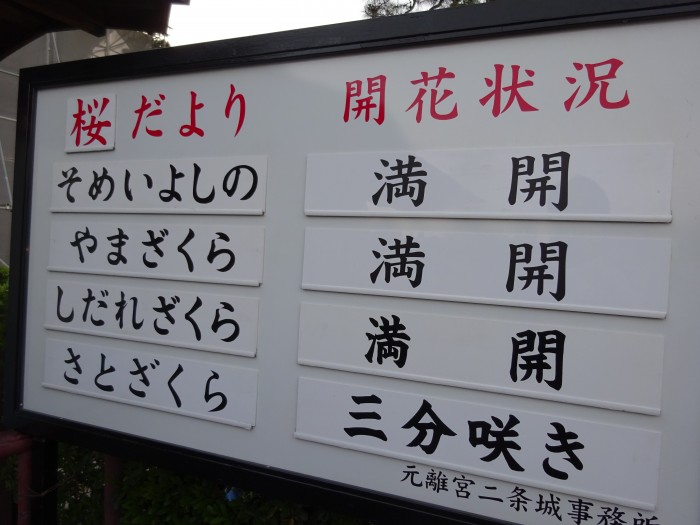 桜だより 開花状況
そめいよしの 満開
やまざくら 満開
しだれざくら 満開
さとざくら 三分咲き
元離宮二条城事務所